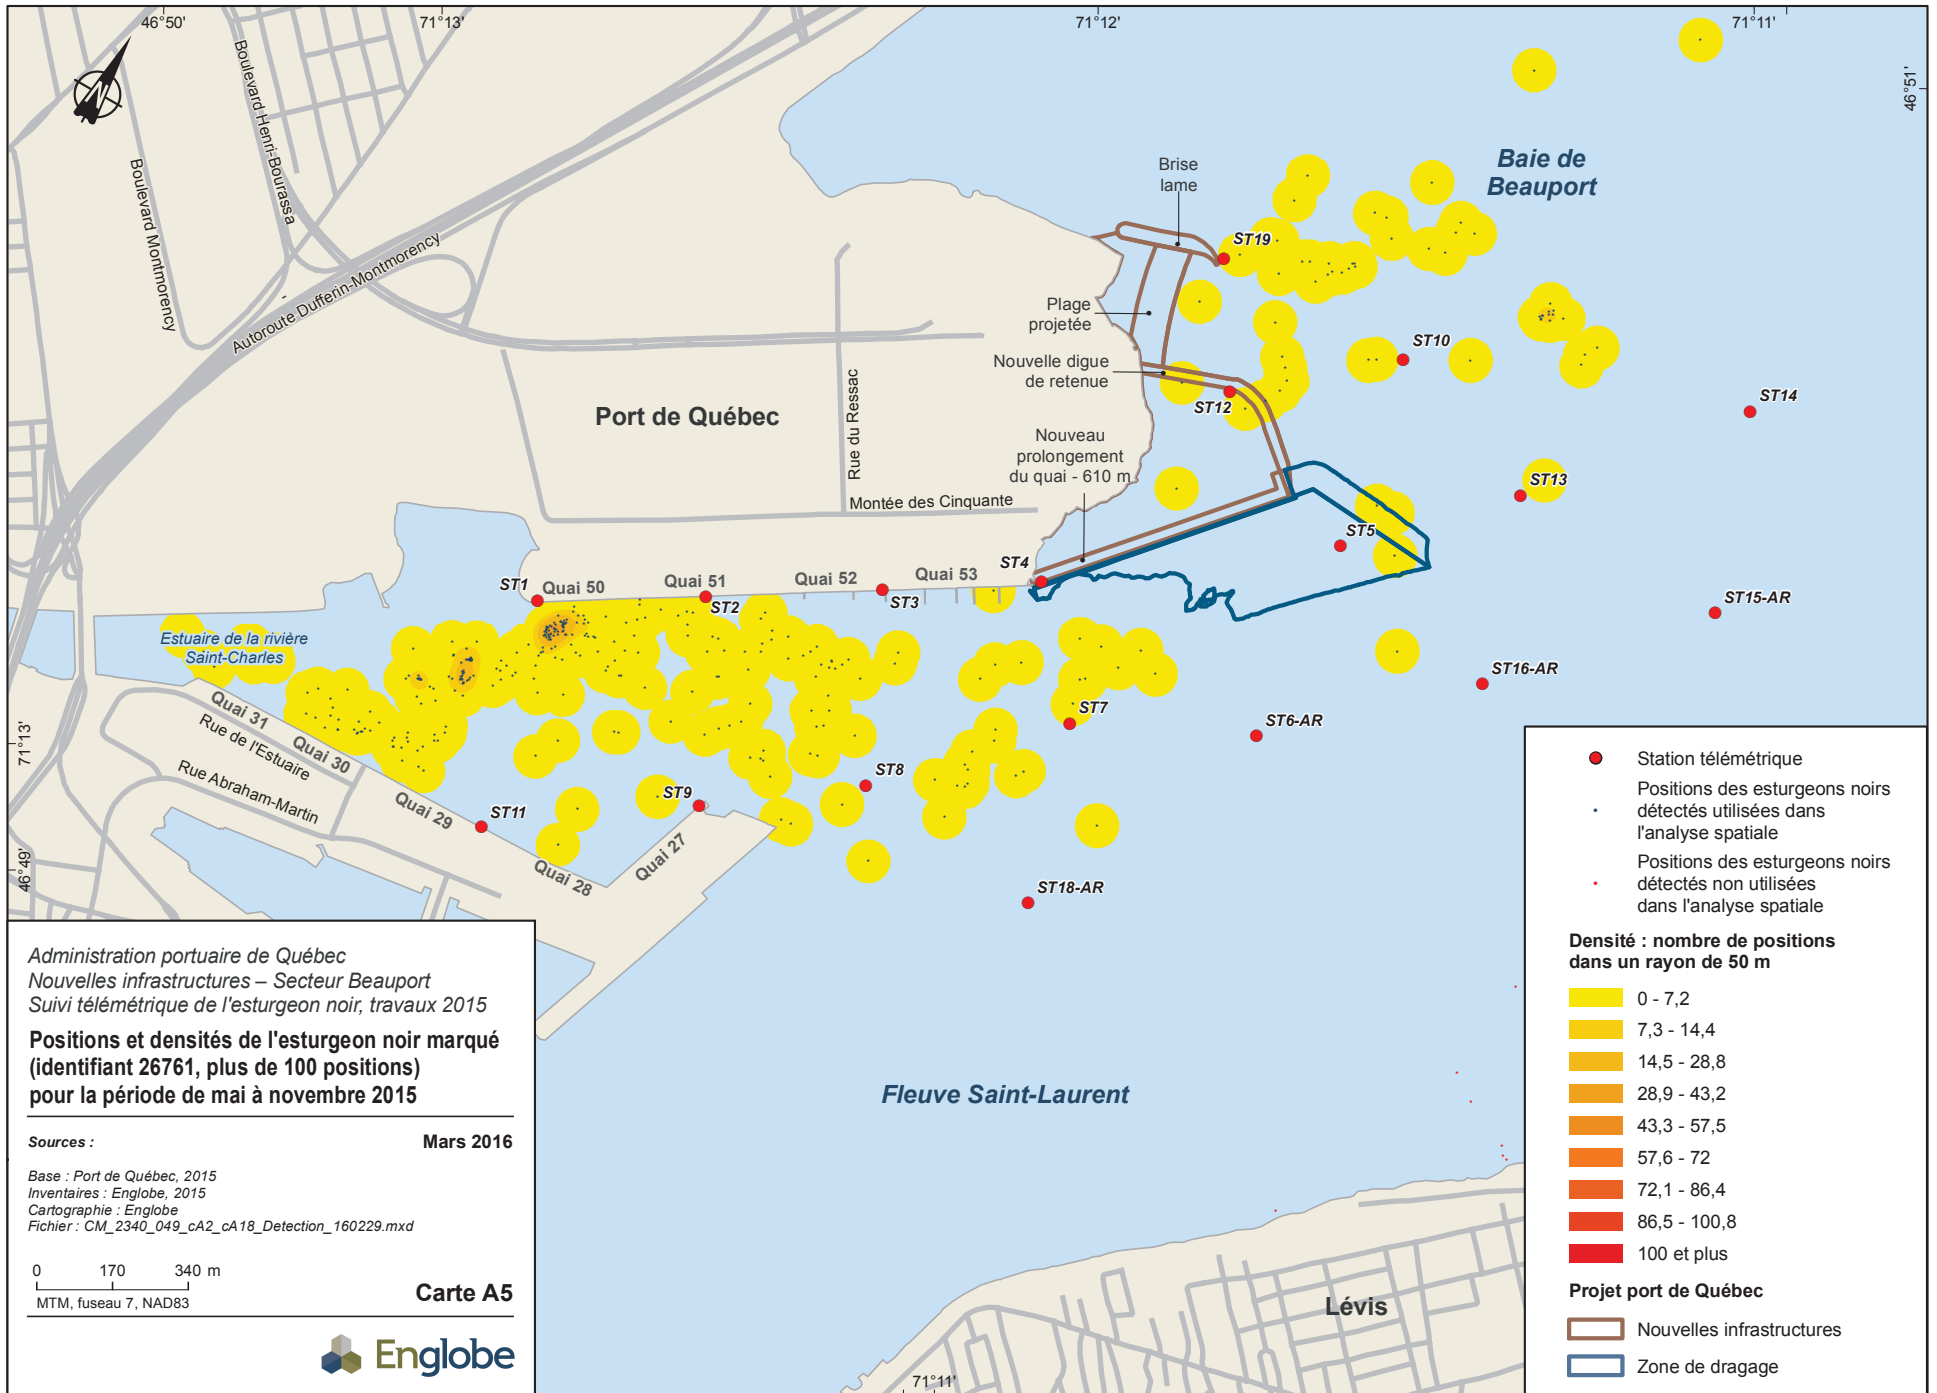 46°50'
71°13'
71°12'
71°11'
46°51'
Boulevard Henri-Bourassa
Boulevard Montmorency
Autoroute Dufferin-Montmorency
Baie de
Beauport
Brise
lame
ST19
Plage
projetée
Nouvelle digue
de retenue
ST10
ST12
ST14
Port de Québec
Rue du Ressac
Nouveau
prolongement
du quai - 610 m
Montée des Cinquante
ST13
ST5
ST4
ST1
Quai 50
Quai 51
ST2
Quai 52
ST3
Quai 53
ST15-AR
ST16-AR
Estuaire de la rivière
Saint-Charles
Quai 31
Rue de l'Estuaire
Quai 30
Rue Abraham-Martin
Quai 29
ST11
Quai 28
Quai 27
ST9
ST8
ST7
ST6-AR
ST18-AR
71°13'
46°49'
Fleuve Saint-Laurent
Lévis
71°11'
Administration portuaire de Québec
Nouvelles infrastructures – Secteur Beauport
Suivi télémétrique de l'esturgeon noir, travaux 2015
Positions et densités de l'esturgeon noir marqué
(identifiant 26761, plus de 100 positions)
pour la période de mai à novembre 2015
Sources :
Mars 2016
Base : Port de Québec, 2015
Inventaires : Englobe, 2015
Cartographie : Englobe
Fichier : CM_2340_049_cA2_cA18_Detection_160229.mxd
0 170 340 m
MTM, fuseau 7, NAD83
Carte A5
Englobe
Station télémétrique
Positions des esturgeons noirs
détectés utilisées dans
l'analyse spatiale
Positions des esturgeons noirs
détectés non utilisées
dans l'analyse spatiale
Densité : nombre de positions
dans un rayon de 50 m
0 - 7,2
7,3 - 14,4
14,5 - 28,8
28,9 - 43,2
43,3 - 57,5
57,6 - 72
72,1 - 86,4
86,5 - 100,8
100 et plus
Projet port de Québec
Nouvelles infrastructures
Zone de dragage